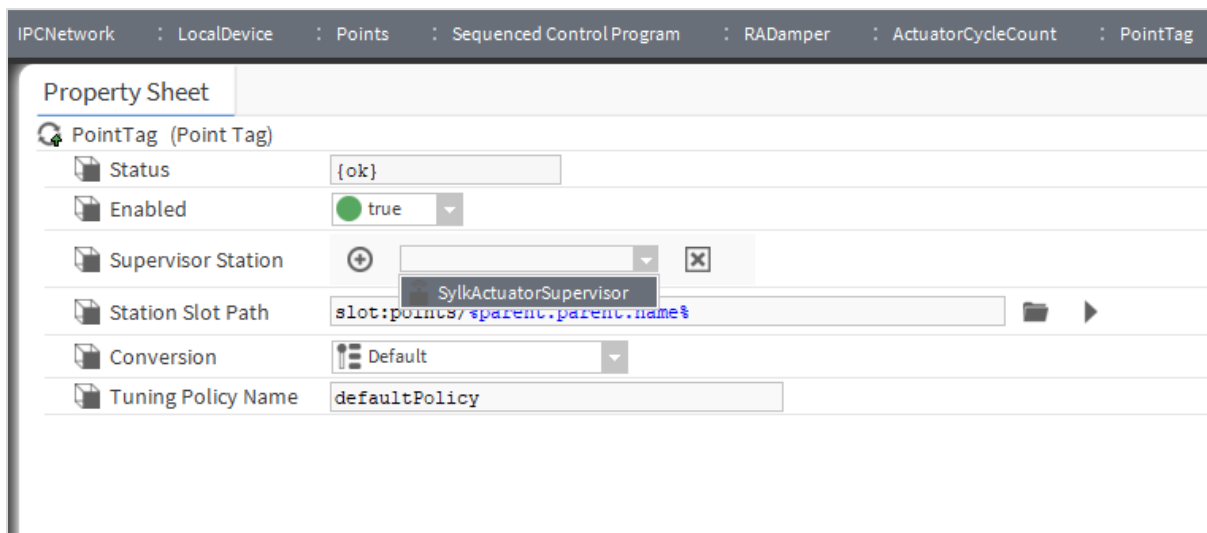 IPCNetwork : LocalDevice : Points : Sequenced Control Program : RADamper : ActuatorCycleCount : PointTag
Property Sheet
PointTag (Point Tag)
Status {ok}
Enabled true
Supervisor Station
SylkActuatorSupervisor
Station Slot Path slot:points/%parent.parent.name%
Conversion Default
Tuning Policy Name defaultPolicy